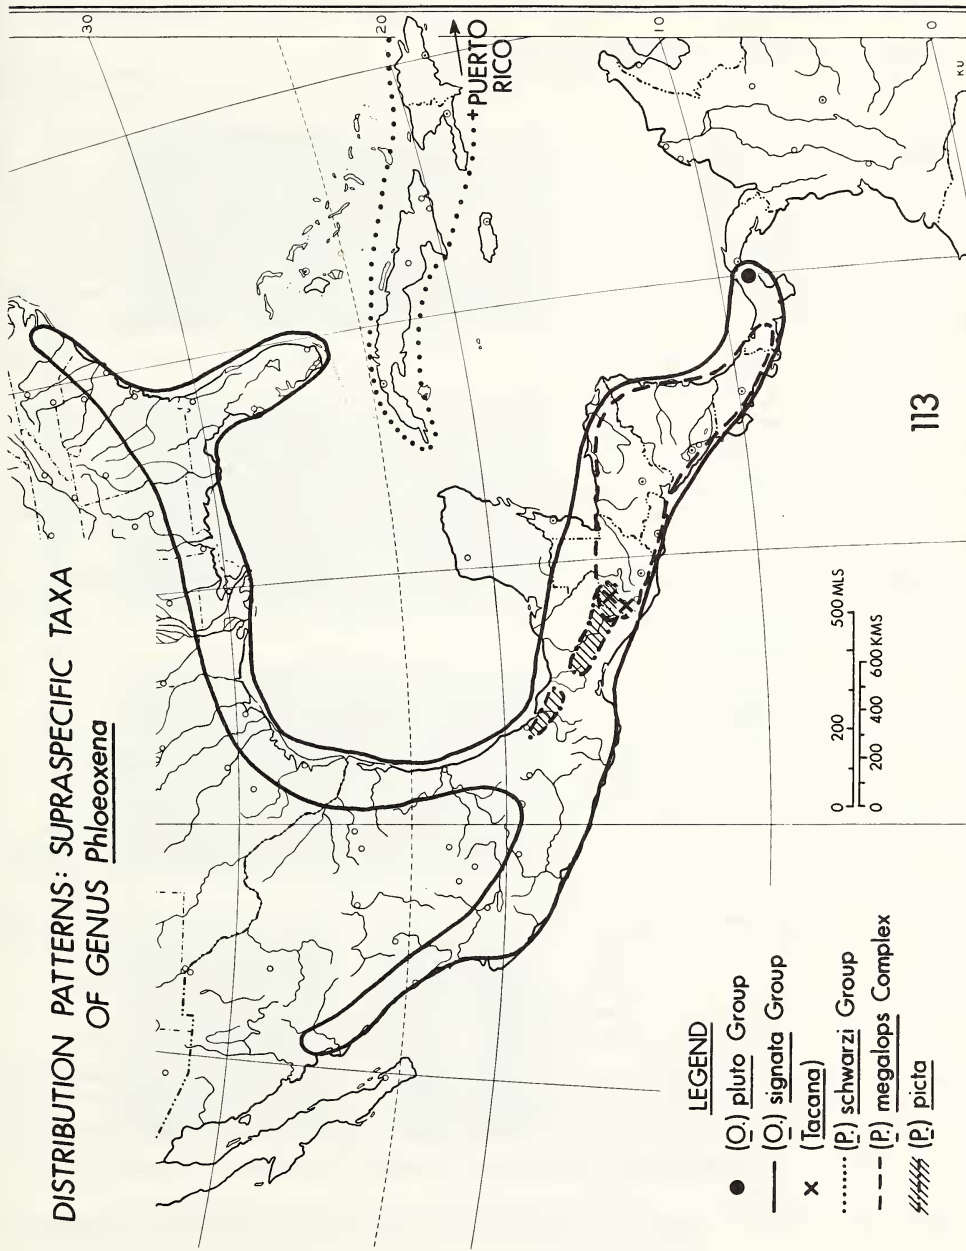 DISTRIBUTION PATTERNS: SUPRASPECIFIC TAXA
OF GENUS Phloeoxena
30
20
10
0
PUERTO
RICO
LEGEND
(O.) pluto Group
(O.) signata Group
(Tacana)
(P.) schwarzi Group
(P.) megalops Complex
(P.) picta
0 200 500 MLS
0 200 400 600 KMS
113
KU